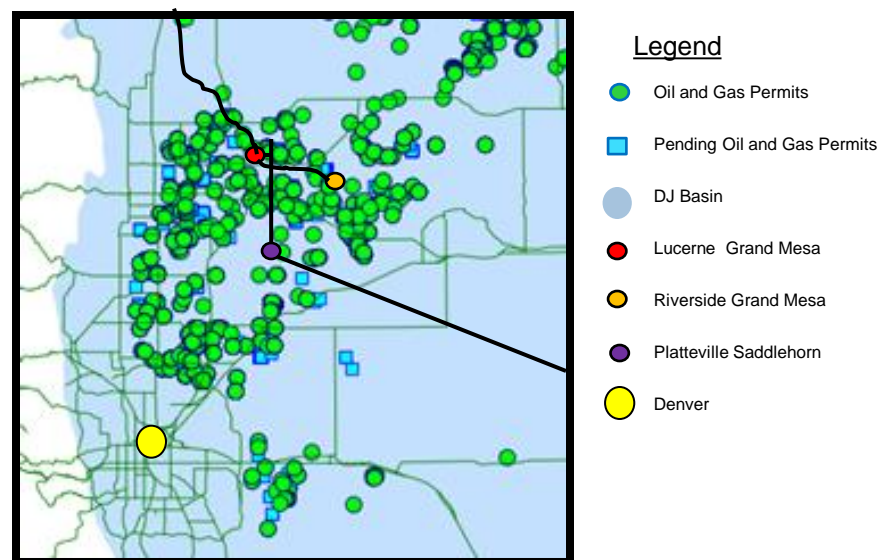 Legend
Oil and Gas Permits
Pending Oil and Gas Permits
DJ Basin
Lucerne Grand Mesa
Riverside Grand Mesa
Platteville Saddlehorn
Denver